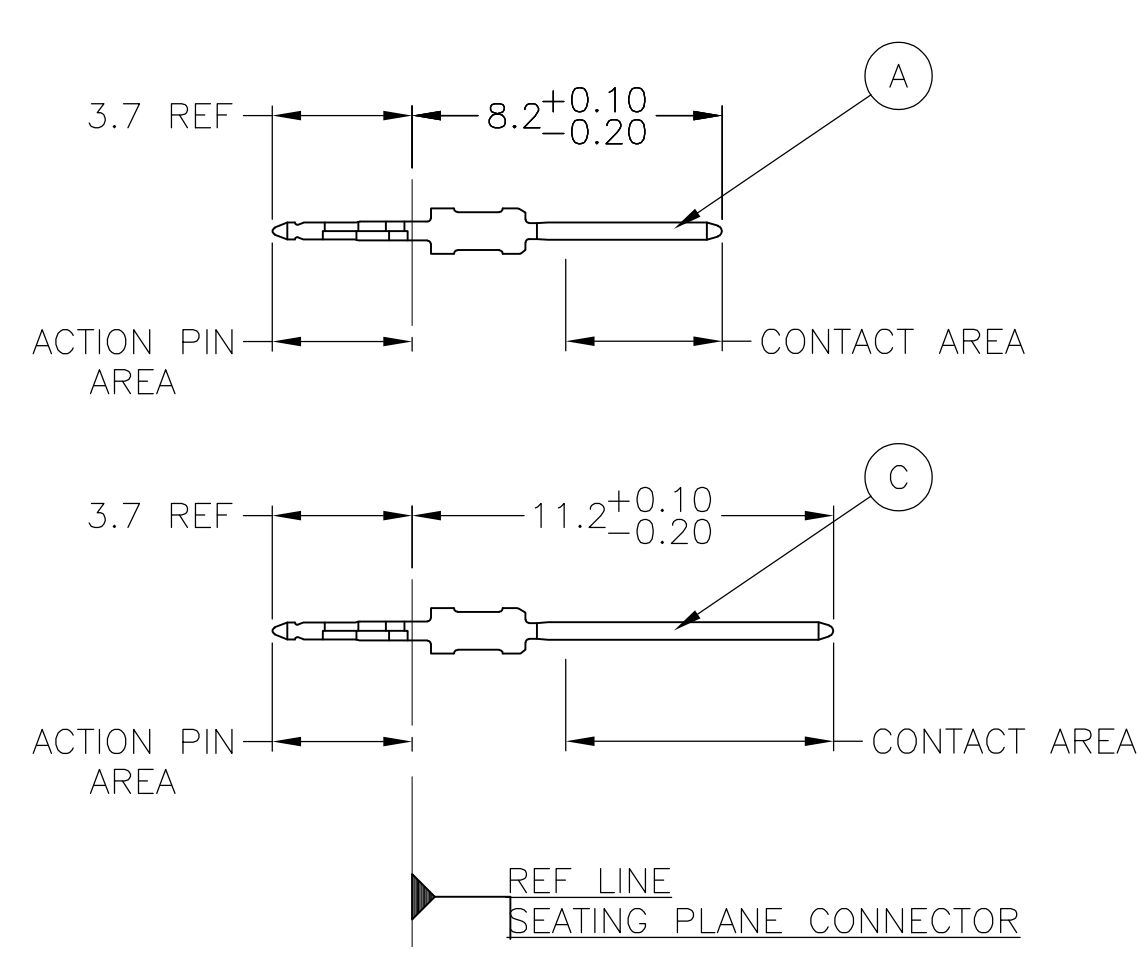 A
3.7 REF
8.2 +0.10
-0.20
ACTION PIN
AREA
CONTACT AREA
C
3.7 REF
11.2 +0.10
-0.20
ACTION PIN
AREA
CONTACT AREA
REF LINE
SEATING PLANE CONNECTOR